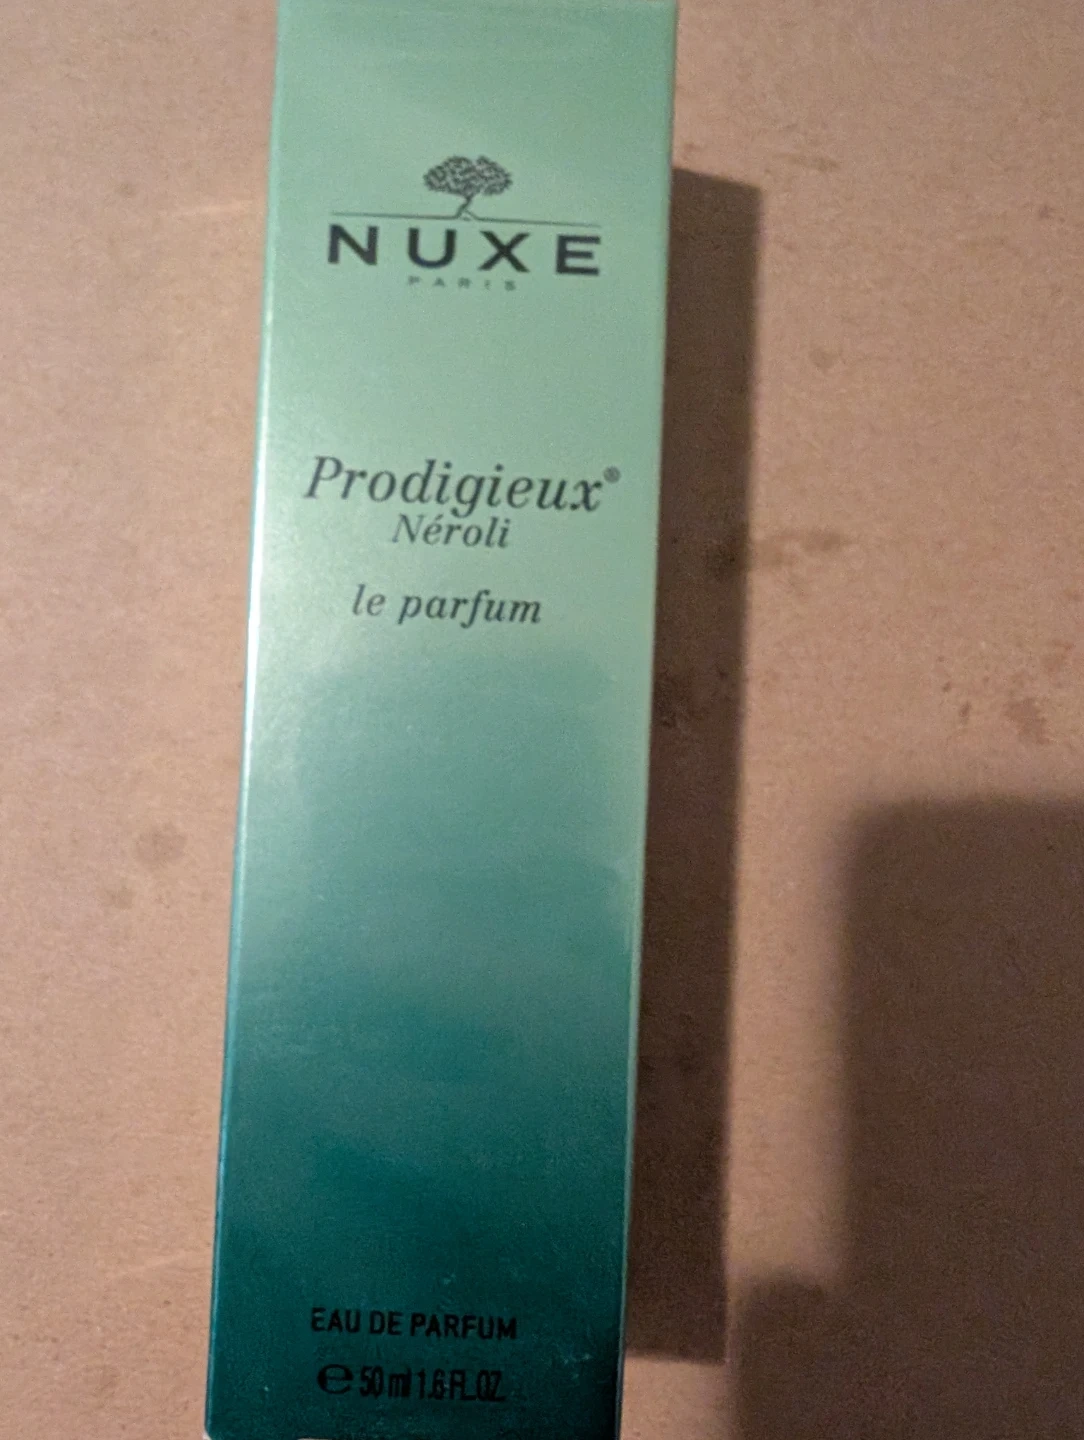 NUXE
PARIS
Prodigieux®
Néroli
le parfum
EAU DE PARFUM
℮ 50 ml 1.6 FL.OZ.